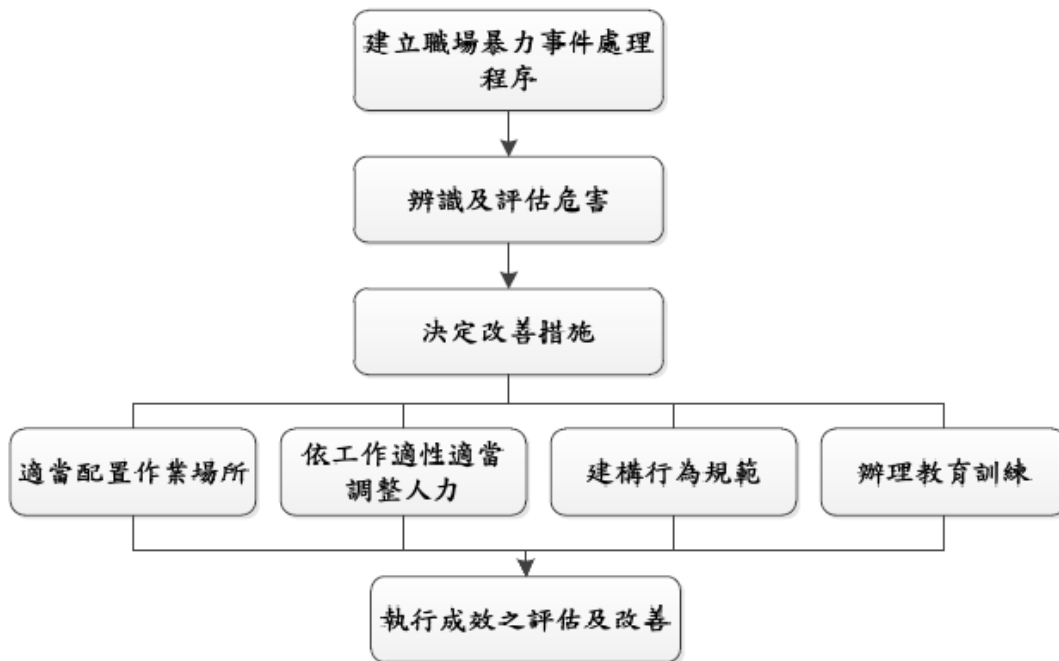 建立職場暴力事件處理
程序
辨識及評估危害
決定改善措施
適當配置作業場所
依工作適性適當
調整人力
建構行為規範
辦理教育訓練
執行成效之評估及改善